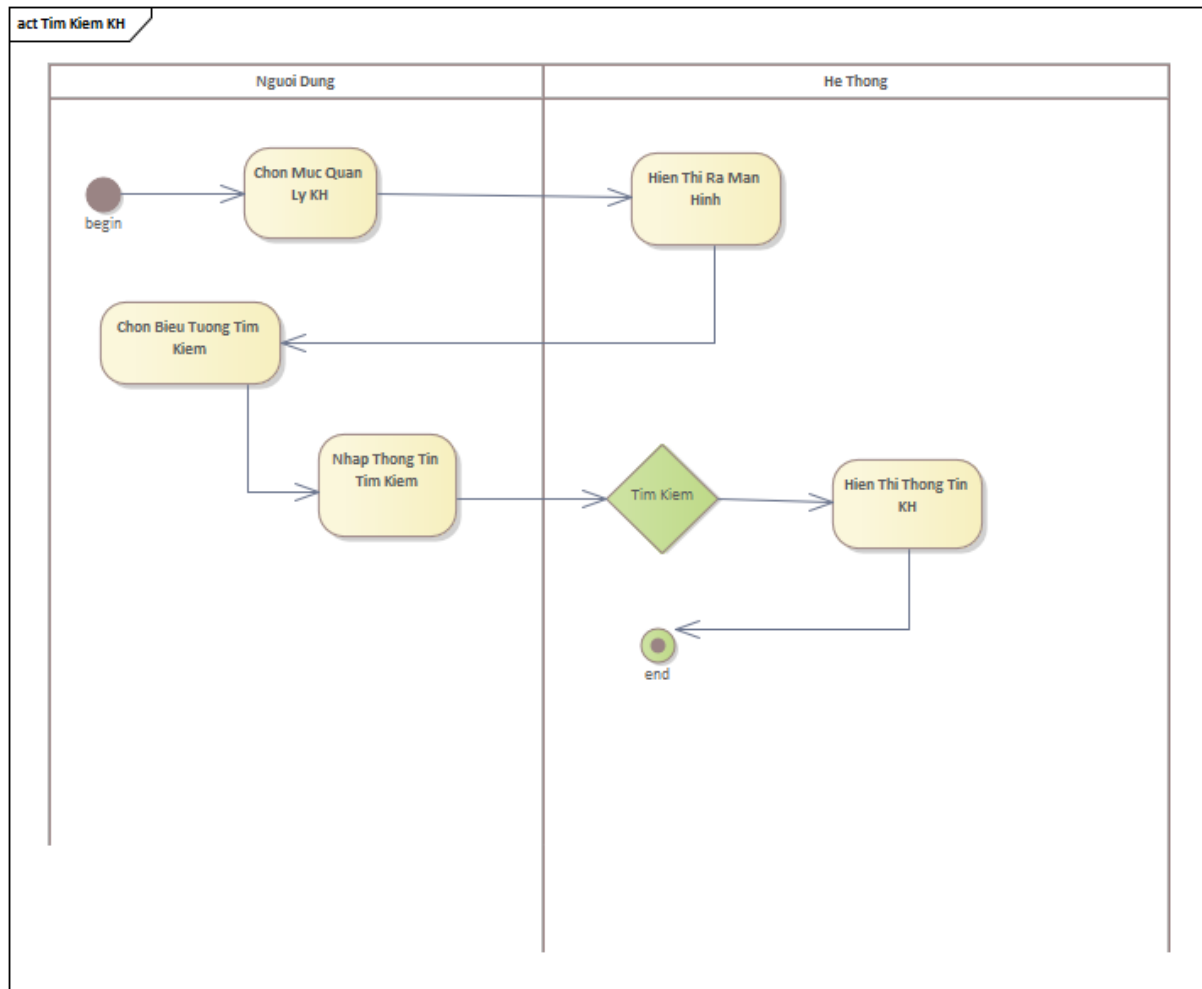 act Tim Kiem KH
Nguoi Dung
He Thong
Chon Muc Quan
Ly KH
Hien Thi Ra Man
Hinh
begin
Chon Bieu Tuong Tim
Kiem
Nhap Thong Tin
Tim Kiem
Tim Kiem
Hien Thi Thong Tin
KH
end